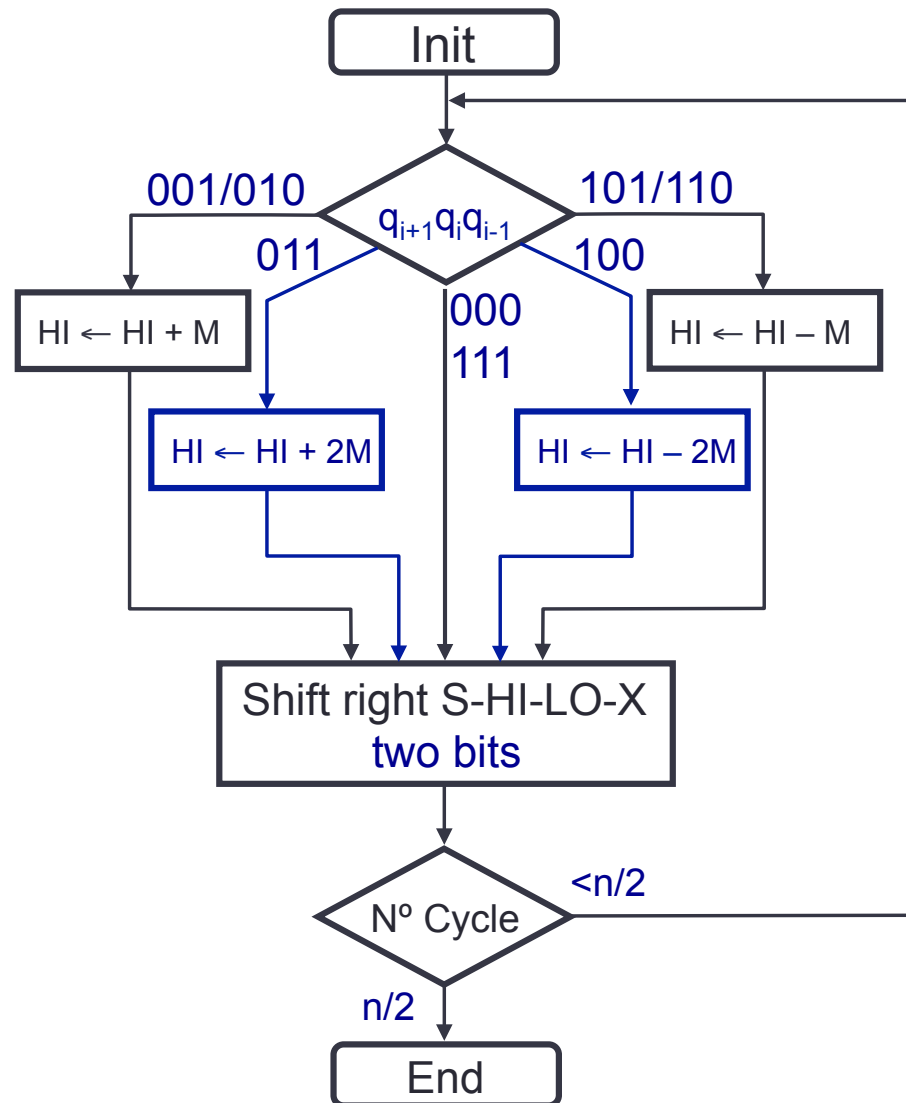 Init
001/010
101/110
qi+1qiqi-1
011
100
HI ← HI + M
000
HI ← HI – M
111
HI ← HI + 2M
HI ← HI – 2M
Shift right S-HI-LO-X
two bits
<n/2
Nº Cycle
n/2
End